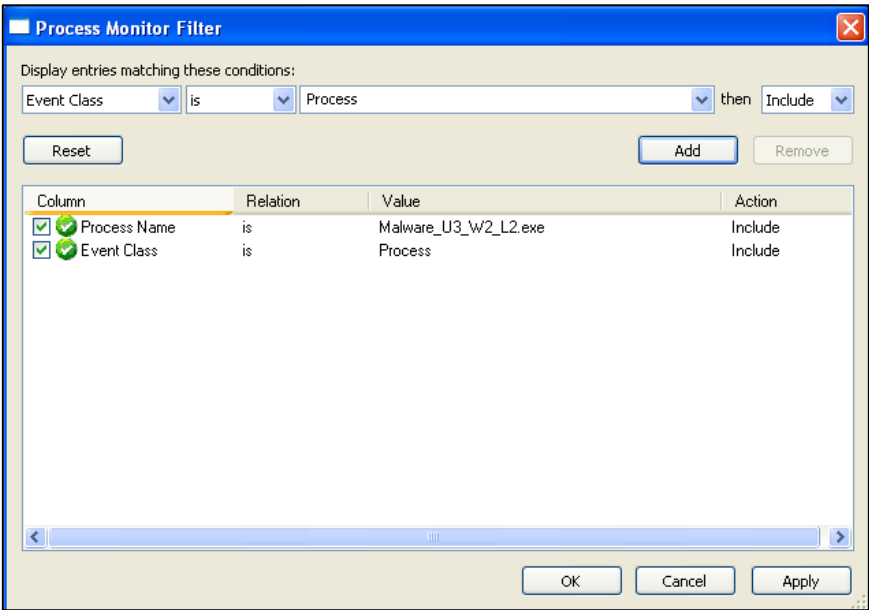 Process Monitor Filter
Display entries matching these conditions:
Event Class is Process then Include
Reset Add Remove
Column Relation Value Action
Process Name is Malware_U3_W2_L2.exe Include
Event Class is Process Include
OK Cancel Apply